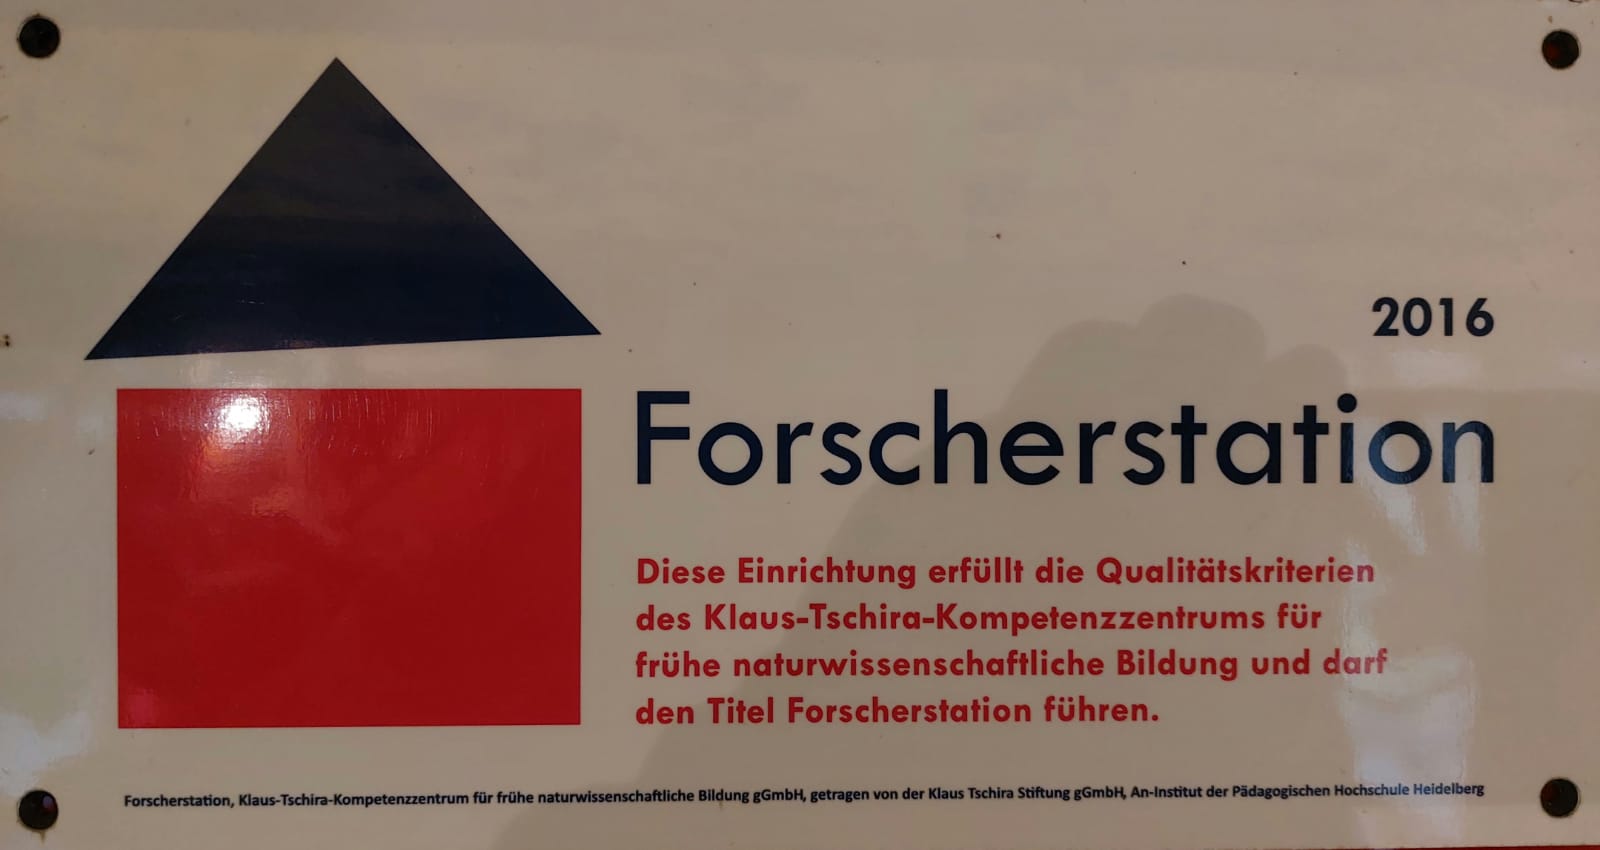 2016
Forscherstation
Diese Einrichtung erfüllt die Qualitätskriterien
des Klaus-Tschira-Kompetenzzentrums für
frühe naturwissenschaftliche Bildung und darf
den Titel Forscherstation führen.
Forscherstation, Klaus-Tschira-Kompetenzzentrum für frühe naturwissenschaftliche Bildung gGmbH, getragen von der Klaus Tschira Stiftung gGmbH, An-Institut der Pädagogischen Hochschule Heidelberg